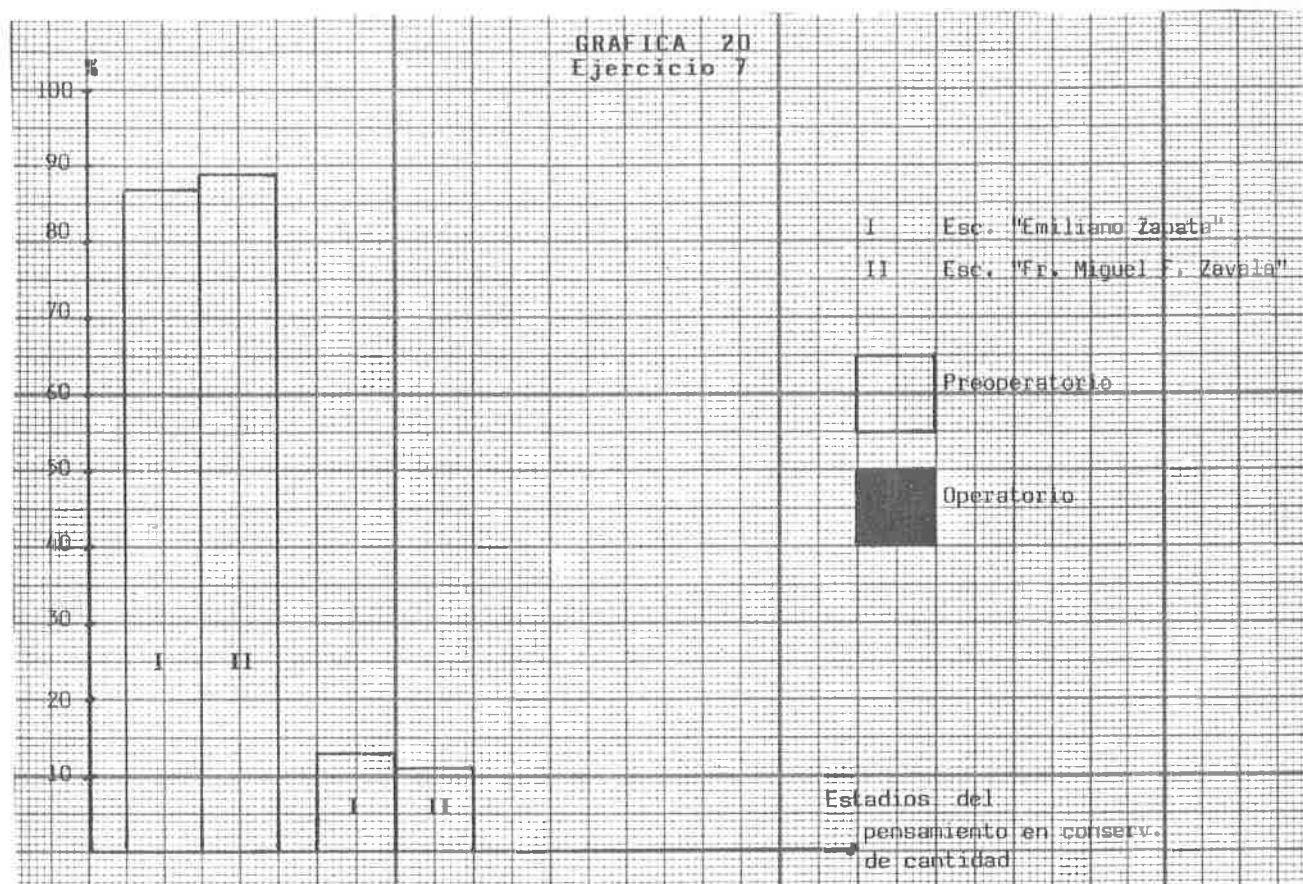 GRAFICA 20
Ejercicio 7
%
100
90
80
70
60
50
40
30
20
10
I
II
I
II
I Esc. "Emiliano Zapata"
II Esc. "Fr. Miguel F. Zavala"
Preoperatorio
Operatorio
Estadios del
pensamiento en conserv.
de cantidad